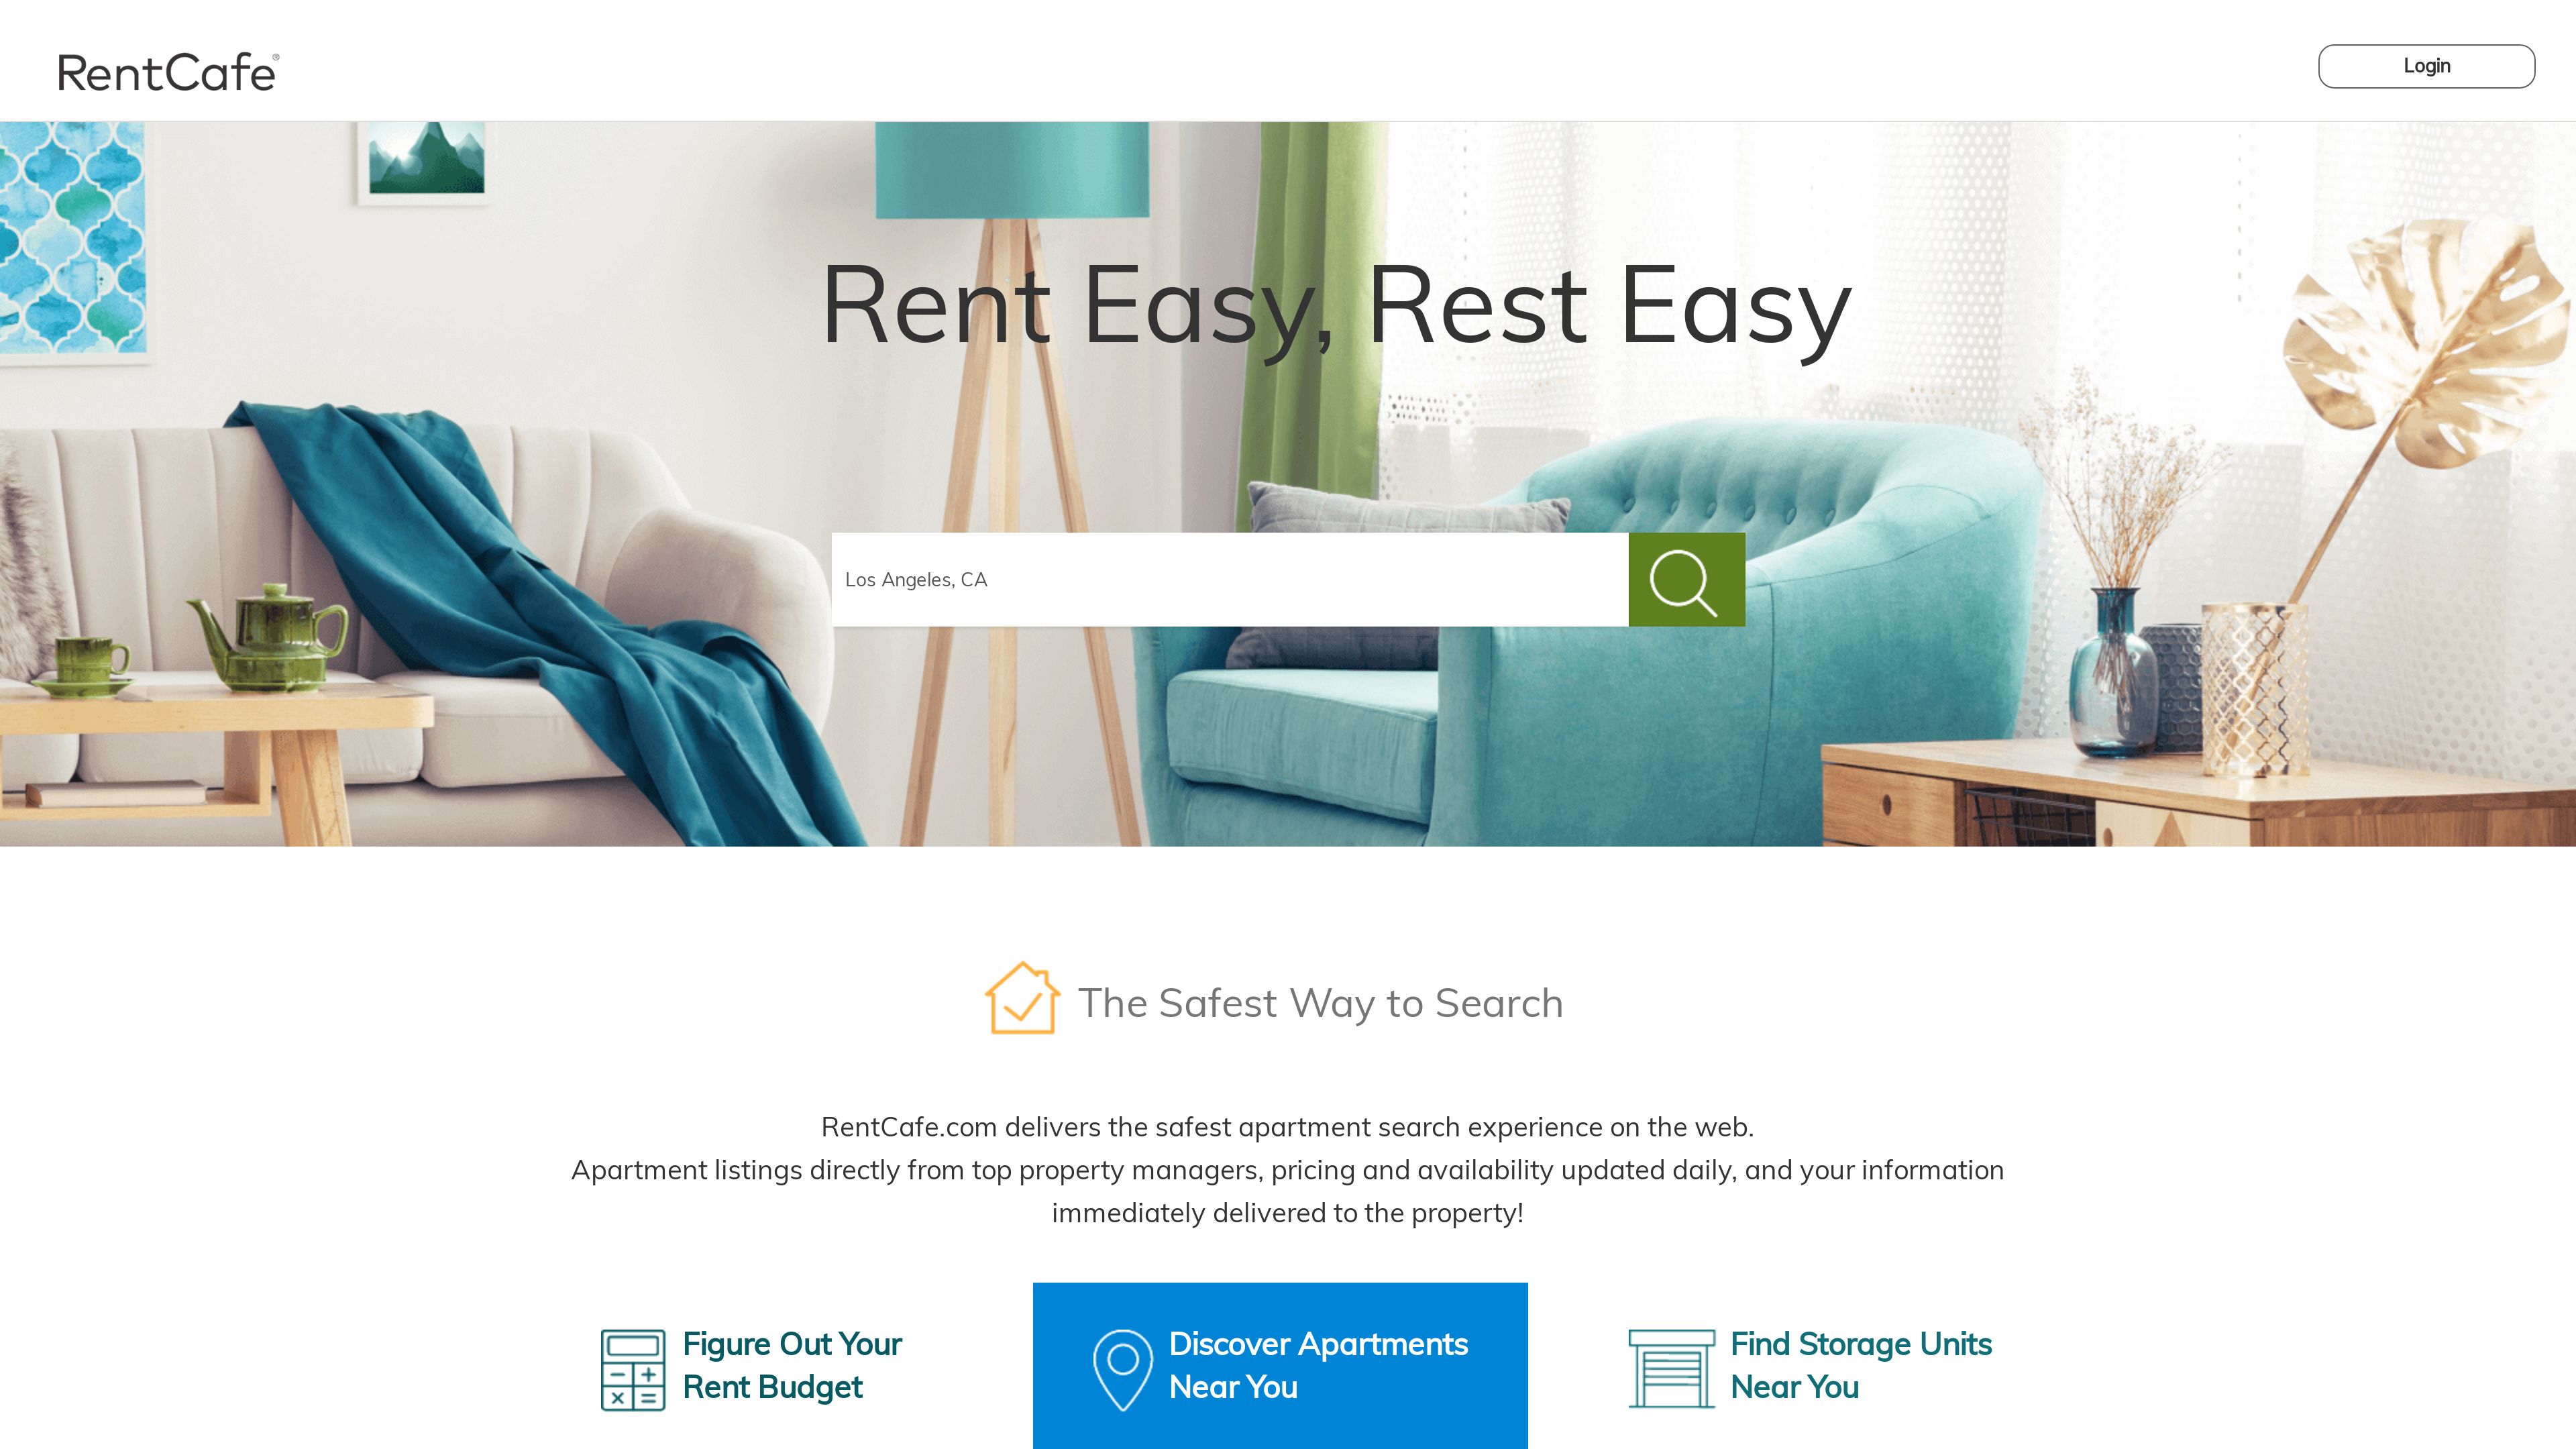 RentCafe®
Login
Rent Easy, Rest Easy
Los Angeles, CA
The Safest Way to Search
RentCafe.com delivers the safest apartment search experience on the web.
Apartment listings directly from top property managers, pricing and availability updated daily, and your information
immediately delivered to the property!
Figure Out Your
Rent Budget
Discover Apartments
Near You
Find Storage Units
Near You